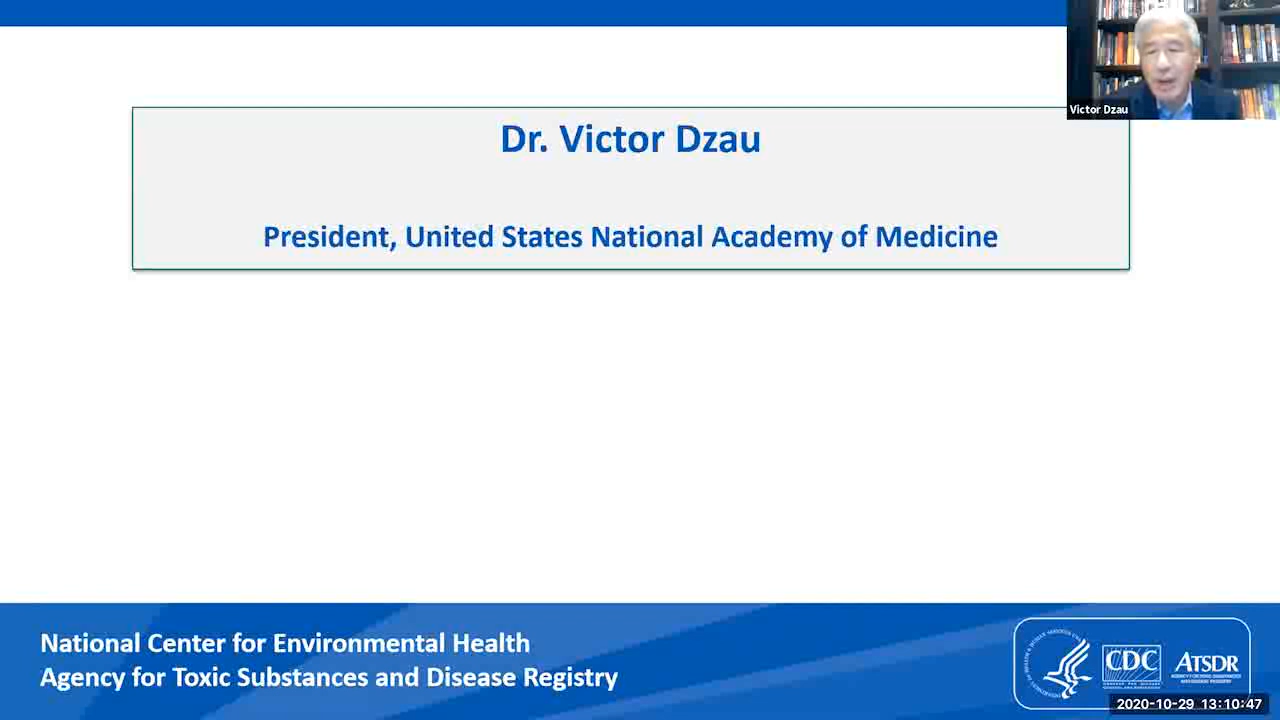 Victor Dzau
Dr. Victor Dzau
President, United States National Academy of Medicine
National Center for Environmental Health
Agency for Toxic Substances and Disease Registry
CDC
ATSDR
2020-10-29 13:10:47